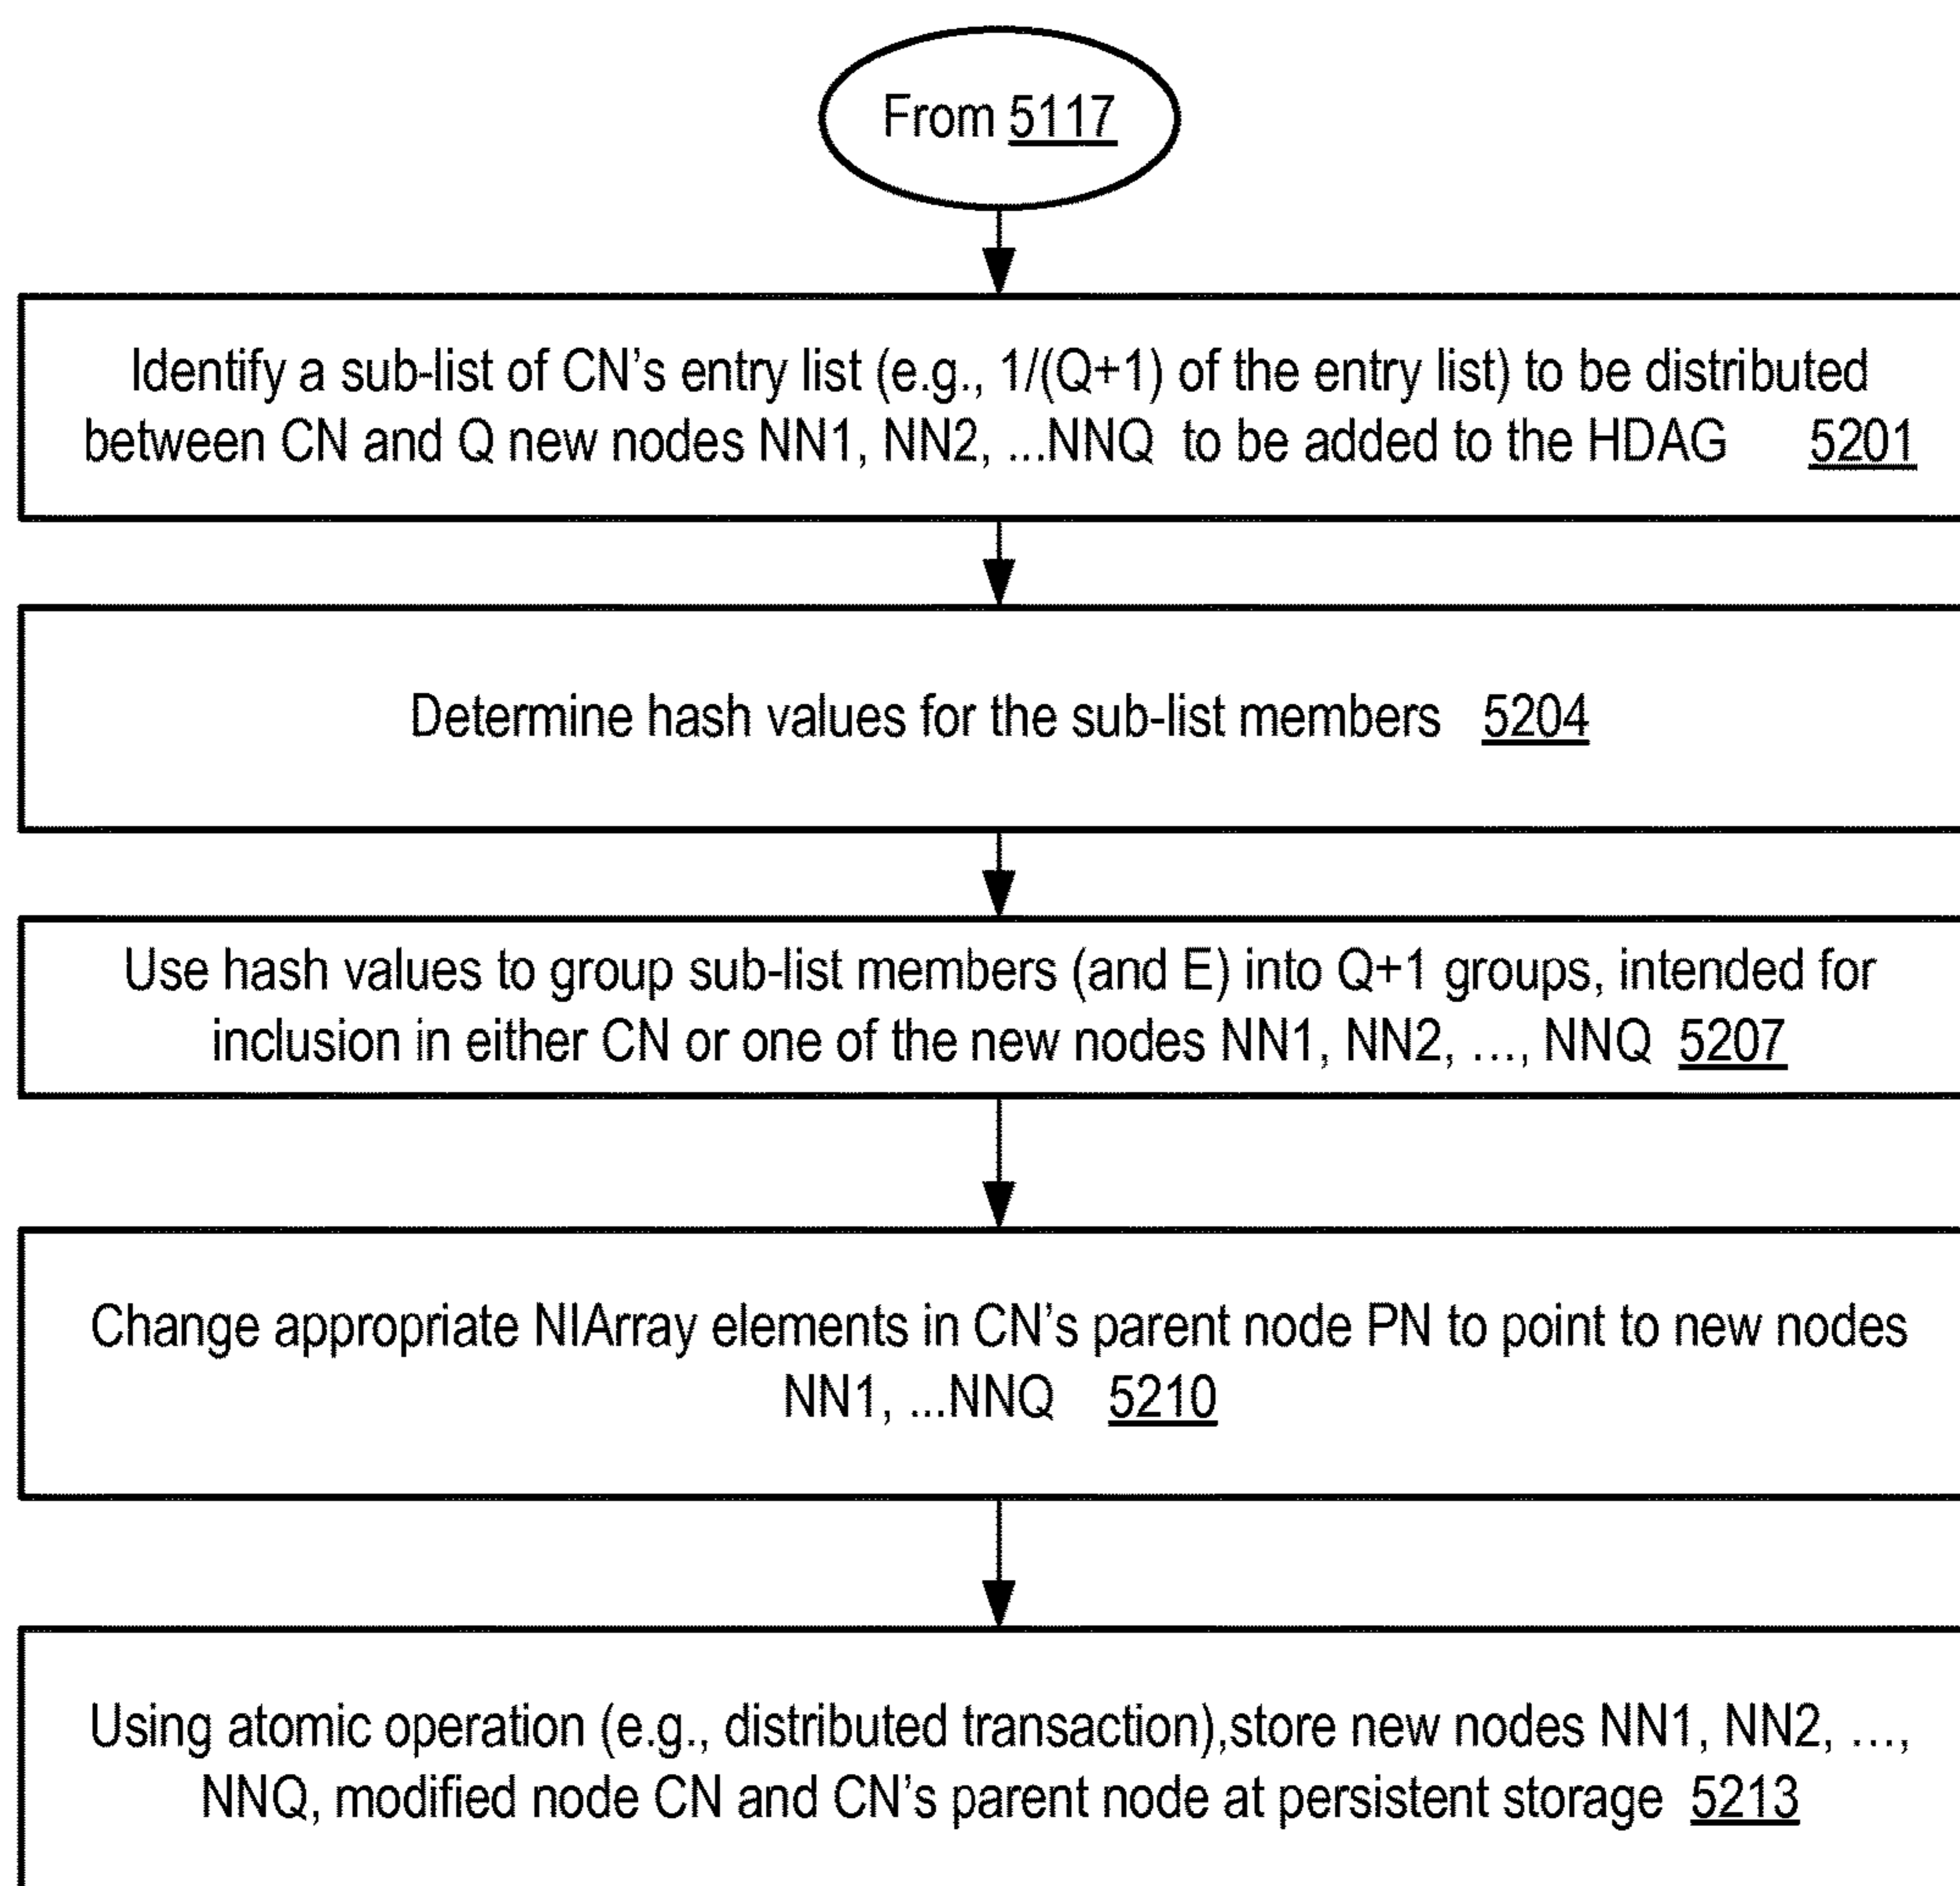 From 5117
Identify a sub-list of CN's entry list (e.g., 1/(Q+1) of the entry list) to be distributed
between CN and Q new nodes NN1, NN2, ...NNQ to be added to the HDAG 5201
Determine hash values for the sub-list members 5204
Use hash values to group sub-list members (and E) into Q+1 groups, intended for
inclusion in either CN or one of the new nodes NN1, NN2, ..., NNQ 5207
Change appropriate NIArray elements in CN's parent node PN to point to new nodes
NN1, ...NNQ 5210
Using atomic operation (e.g., distributed transaction),store new nodes NN1, NN2, ...,
NNQ, modified node CN and CN's parent node at persistent storage 5213